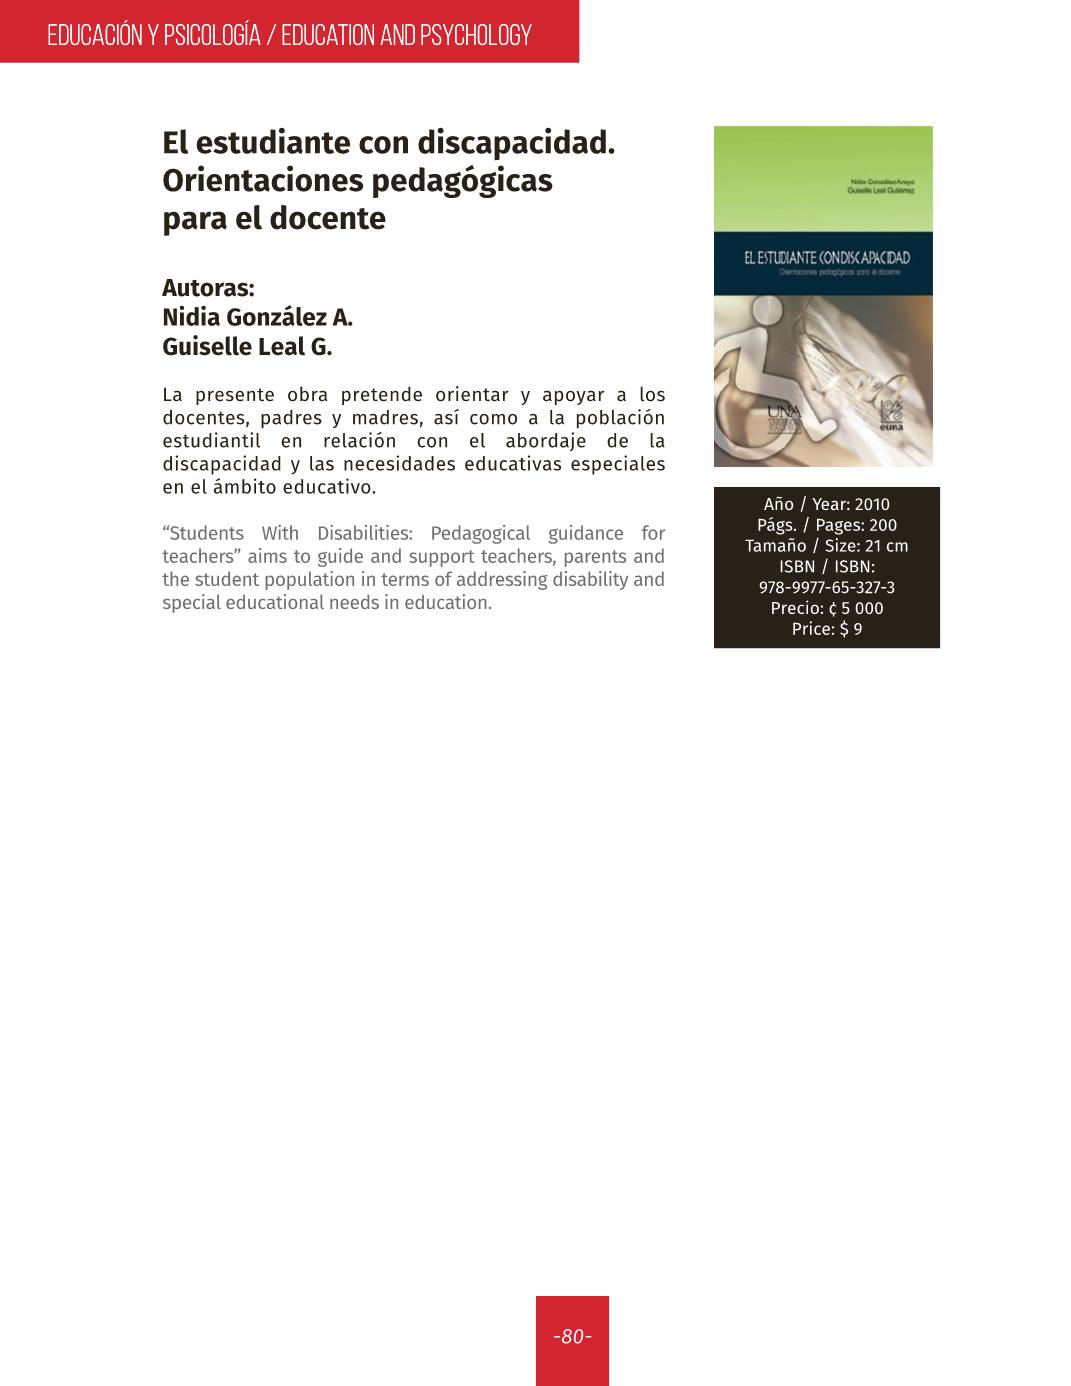 EDUCACIÓN Y PSICOLOGÍA / EDUCATION AND PSYCHOLOGY
El estudiante con discapacidad.
Orientaciones pedagógicas
para el docente
Autoras:
Nidia González A.
Guiselle Leal G.
La presente obra pretende orientar y apoyar a los
docentes, padres y madres, así como a la población
estudiantil en relación con el abordaje de la
discapacidad y las necesidades educativas especiales
en el ámbito educativo.
“Students With Disabilities: Pedagogical guidance for
teachers” aims to guide and support teachers, parents and
the student population in terms of addressing disability and
special educational needs in education.
Nidia González Araya
Guiselle Leal Gutiérrez
EL ESTUDIANTE CON DISCAPACIDAD
Orientaciones pedagógicas para el docente
UNA
euna
Año / Year: 2010
Págs. / Pages: 200
Tamaño / Size: 21 cm
ISBN / ISBN:
978-9977-65-327-3
Precio: ¢ 5 000
Price: $ 9
-80-